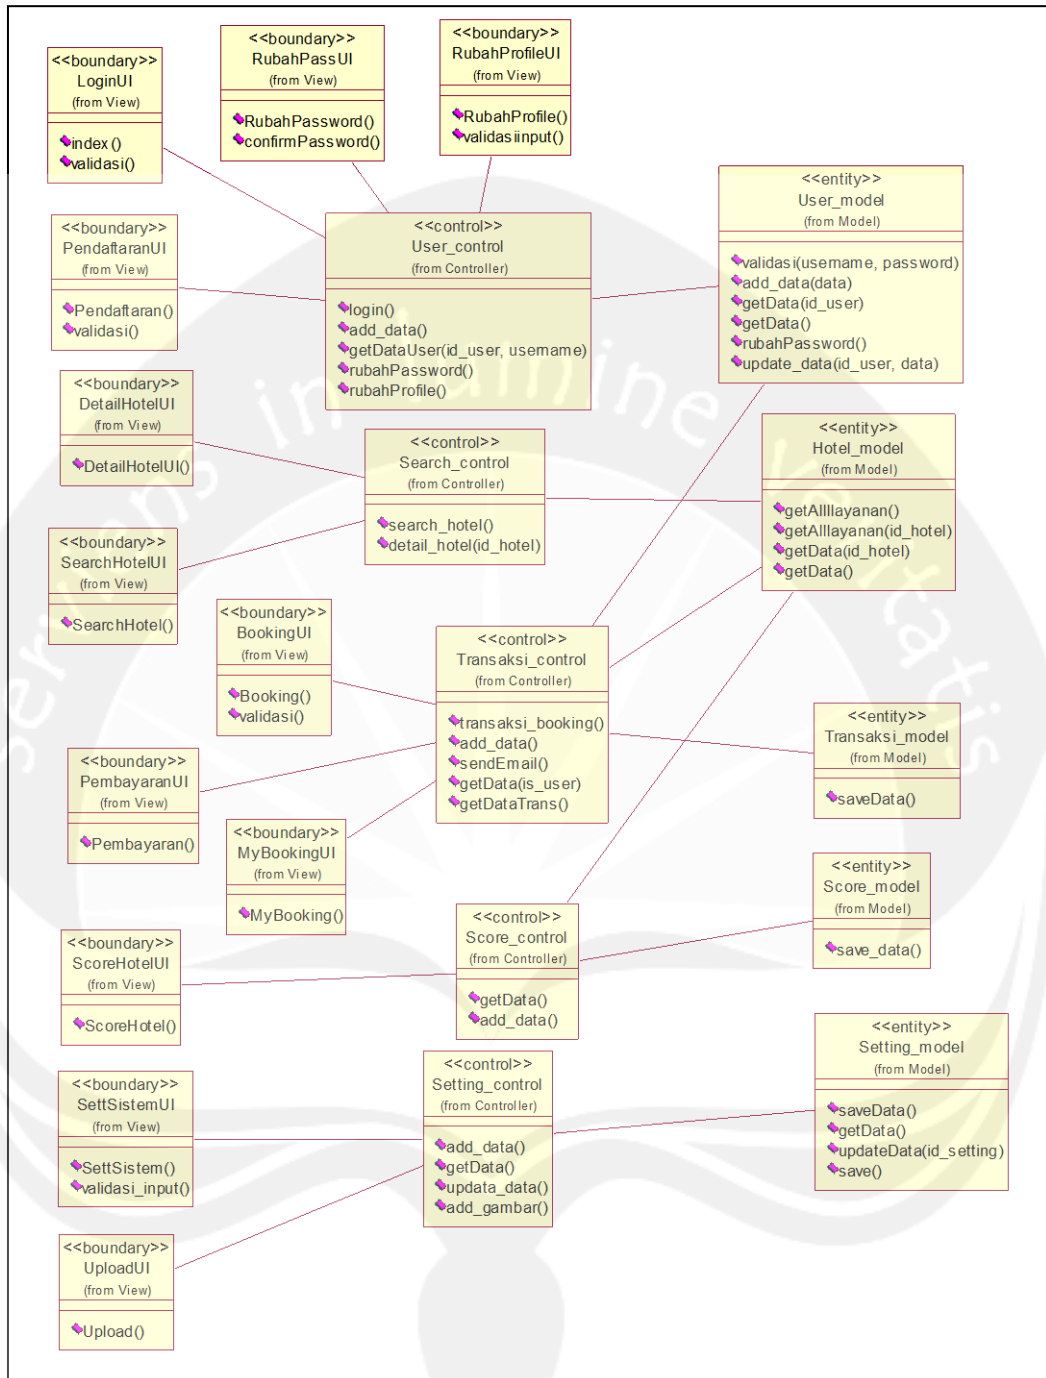 <<boundary>>
LoginUI
(from View)
index()
validasi()
<<boundary>>
RubahPassUI
(from View)
RubahPassword()
confirmPassword()
<<boundary>>
RubahProfileUI
(from View)
RubahProfile()
validasiinput()
<<boundary>>
PendaftaranUI
(from View)
Pendaftaran()
validasi()
<<control>>
User_control
(from Controller)
login()
add_data()
getDataUser(id_user, username)
rubahPassword()
rubahProfile()
<<entity>>
User_model
(from Model)
validasi(username, password)
add_data(data)
getData(id_user)
getData()
rubahPassword()
update_data(id_user, data)
<<boundary>>
DetailHotelUI
(from View)
DetailHotelUI()
<<control>>
Search_control
(from Controller)
search_hotel()
detail_hotel(id_hotel)
<<entity>>
Hotel_model
(from Model)
getAllllayanan()
getAlllayanan(id_hotel)
getData(id_hotel)
getData()
<<boundary>>
SearchHotelUI
(from View)
SearchHotel()
<<boundary>>
BookingUI
(from View)
Booking()
validasi()
<<control>>
Transaksi_control
(from Controller)
transaksi_booking()
add_data()
sendEmail()
getData(is_user)
getDataTrans()
<<entity>>
Transaksi_model
(from Model)
saveData()
<<boundary>>
PembayaranUI
(from View)
Pembayaran()
<<boundary>>
MyBookingUI
(from View)
MyBooking()
<<entity>>
Score_model
(from Model)
save_data()
<<control>>
Score_control
(from Controller)
getData()
add_data()
<<boundary>>
ScoreHotelUI
(from View)
ScoreHotel()
<<entity>>
Setting_model
(from Model)
saveData()
getData()
updateData(id_setting)
save()
<<control>>
Setting_control
(from Controller)
add_data()
getData()
updata_data()
add_gambar()
<<boundary>>
SettSistemUI
(from View)
SettSistem()
validasi_input()
<<boundary>>
UploadUI
(from View)
Upload()
serviens in lumine veritatis